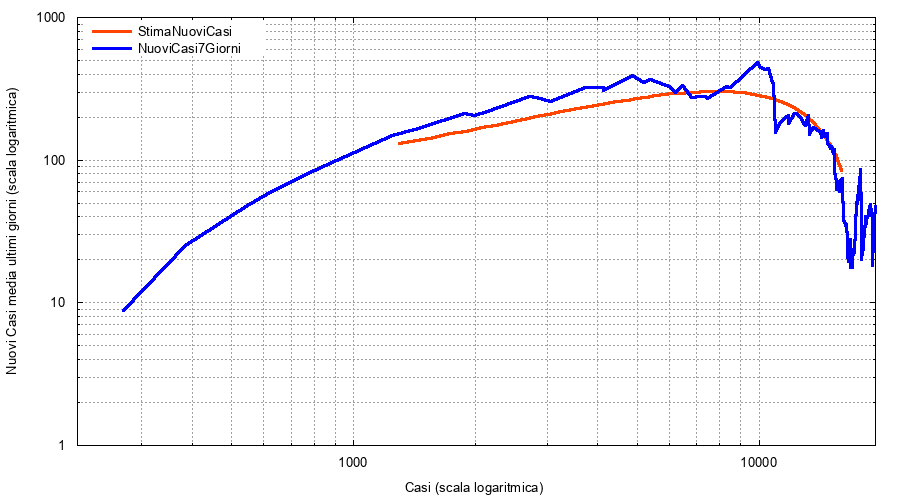 1000
StimaNuoviCasi
NuoviCasi7Giorni
100
10
1
Nuovi Casi media ultimi giorni (scala logaritmica)
1000
10000
Casi (scala logaritmica)